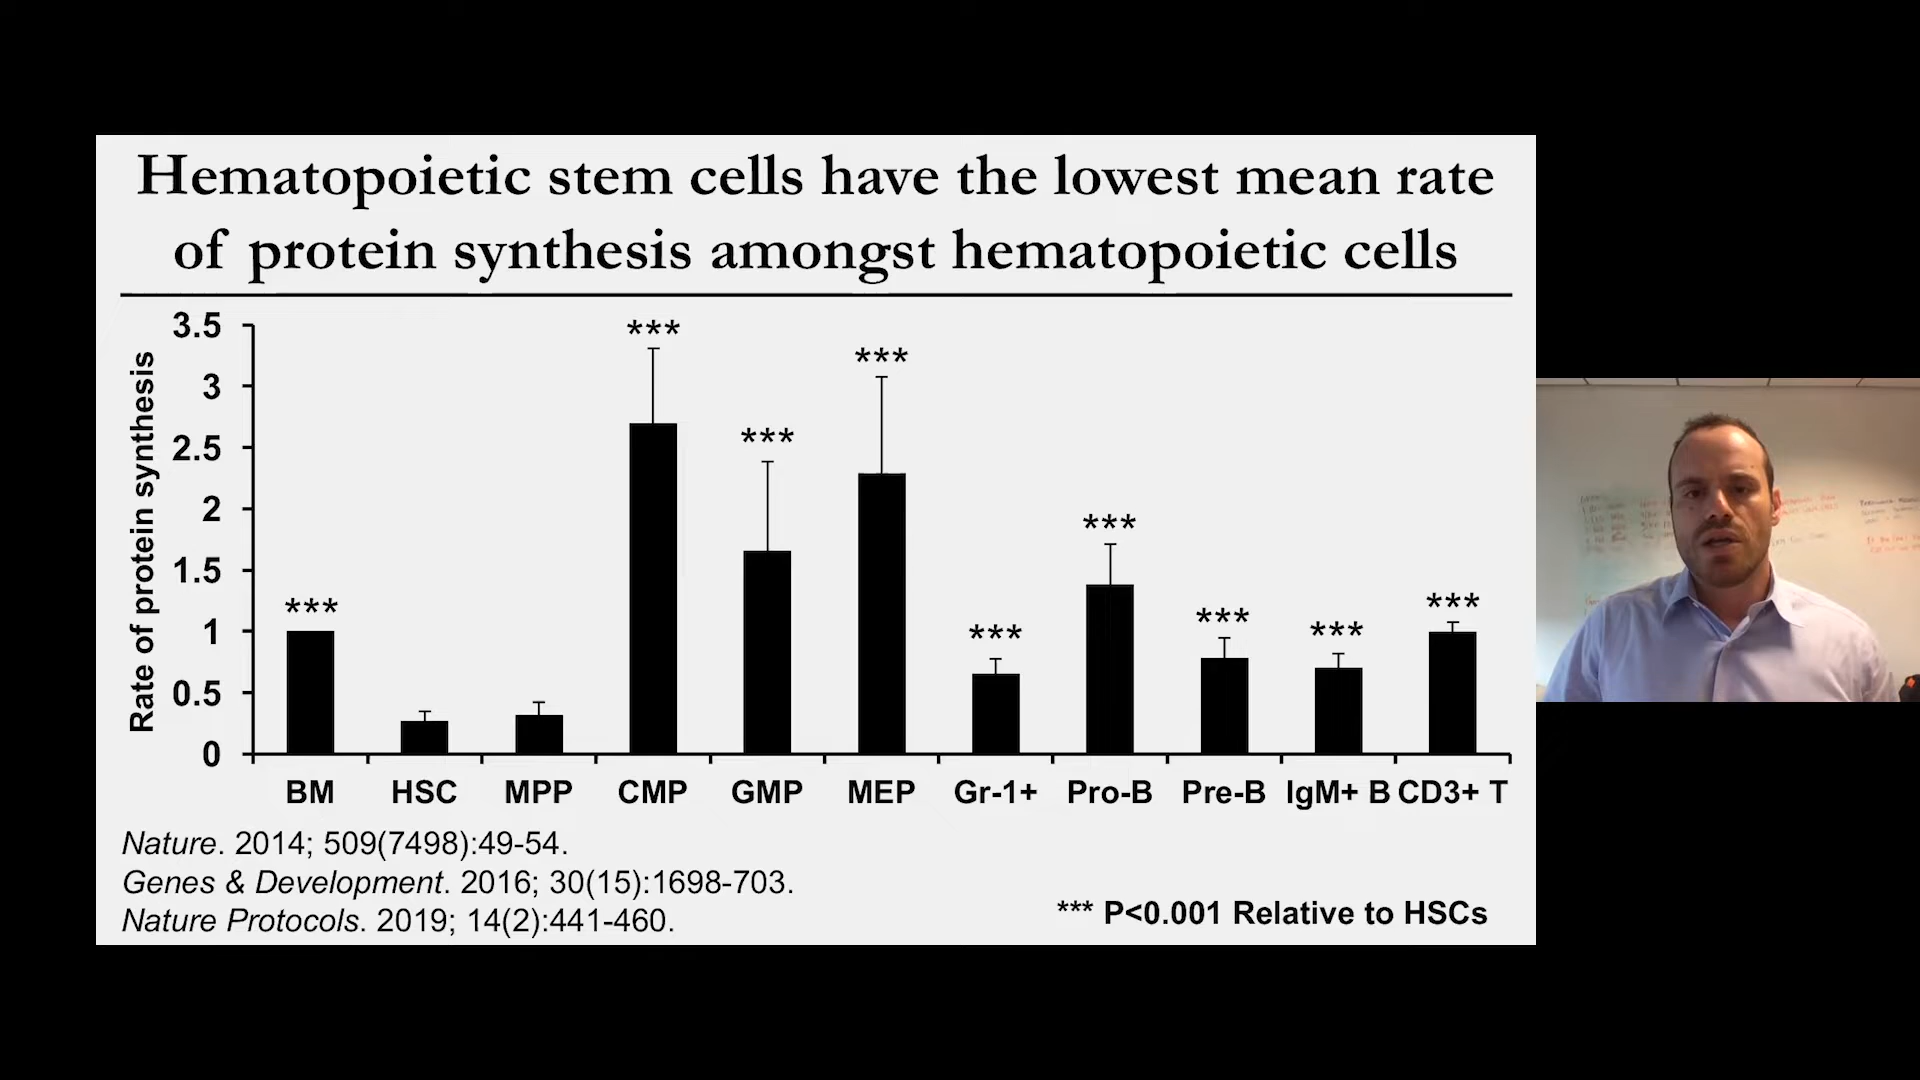 Hematopoietic stem cells have the lowest mean rate
of protein synthesis amongst hematopoietic cells
Rate of protein synthesis
3.5
3
2.5
2
1.5
1
0.5
0
***
***
***
***
***
***
***
***
***
BM HSC MPP CMP GMP MEP Gr-1+ Pro-B Pre-B IgM+ B CD3+ T
Nature. 2014; 509(7498):49-54.
Genes & Development. 2016; 30(15):1698-703.
Nature Protocols. 2019; 14(2):441-460.
*** P<0.001 Relative to HSCs